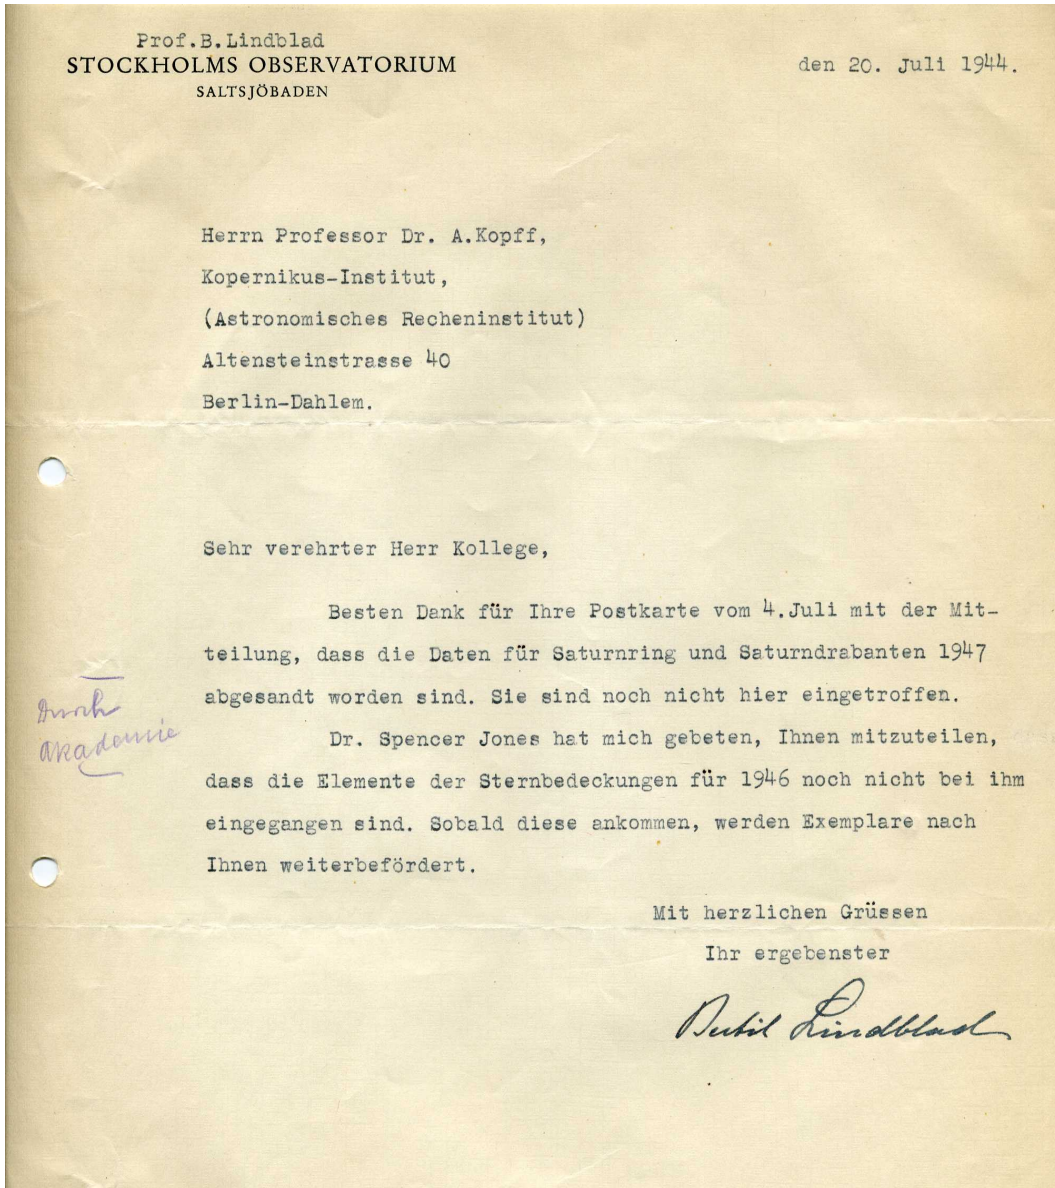 Prof.B.Lindblad
STOCKHOLMS OBSERVATORIUM
SALTSJÖBADEN
den 20. Juli 1944.
Herrn Professor Dr. A.Kopff,
Kopernikus-Institut,
(Astronomisches Recheninstitut)
Altensteinstrasse 40
Berlin-Dahlem.
Sehr verehrter Herr Kollege,
Besten Dank für Ihre Postkarte vom 4.Juli mit der Mit-
teilung, dass die Daten für Saturnring und Saturndrabanten 1947
abgesandt worden sind. Sie sind noch nicht hier eingetroffen.
Durch
Akademie
Dr. Spencer Jones hat mich gebeten, Ihnen mitzuteilen,
dass die Elemente der Sternbedeckungen für 1946 noch nicht bei ihm
eingegangen sind. Sobald diese ankommen, werden Exemplare nach
Ihnen weiterbefördert.
Mit herzlichen Grüssen
Ihr ergebenster
Bertil Lindblad